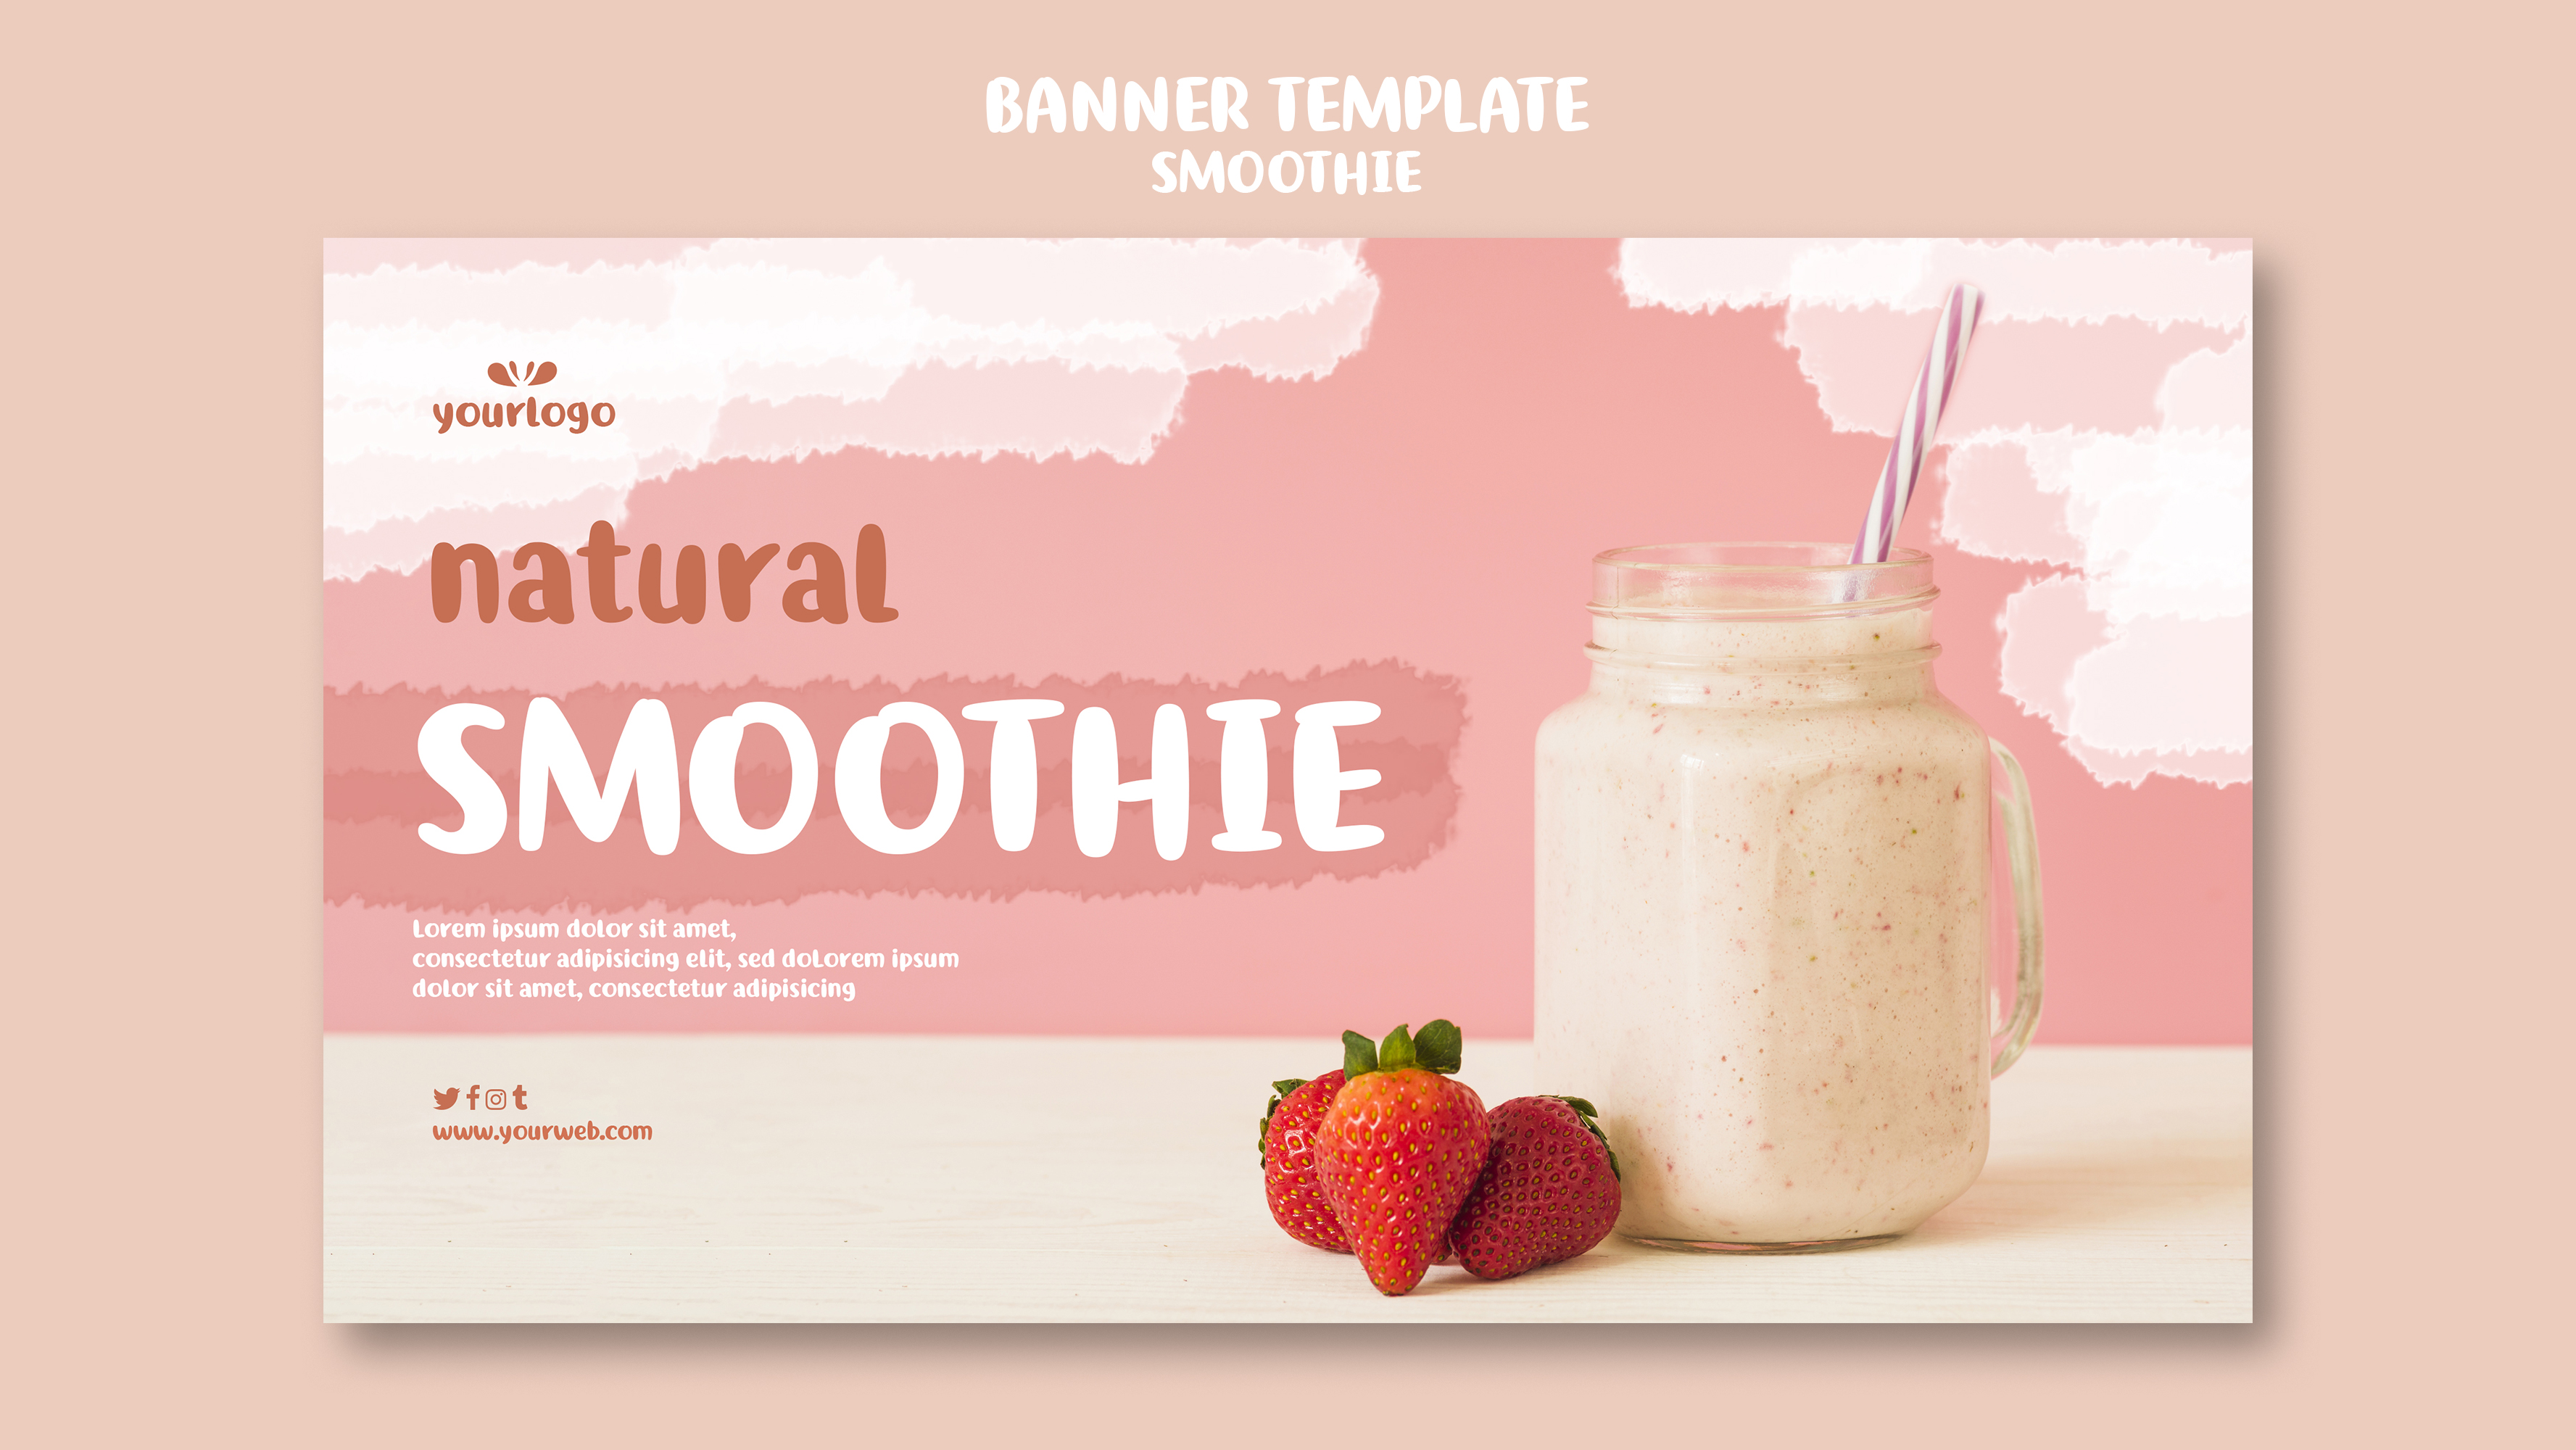 BANNER TEMPLATE
SMOOTHIE
yourlogo
natural
SMOOTHIE
Lorem ipsum dolor sit amet,
consectetur adipisicing elit, sed doLorem ipsum
dolor sit amet, consectetur adipisicing
www.yourweb.com